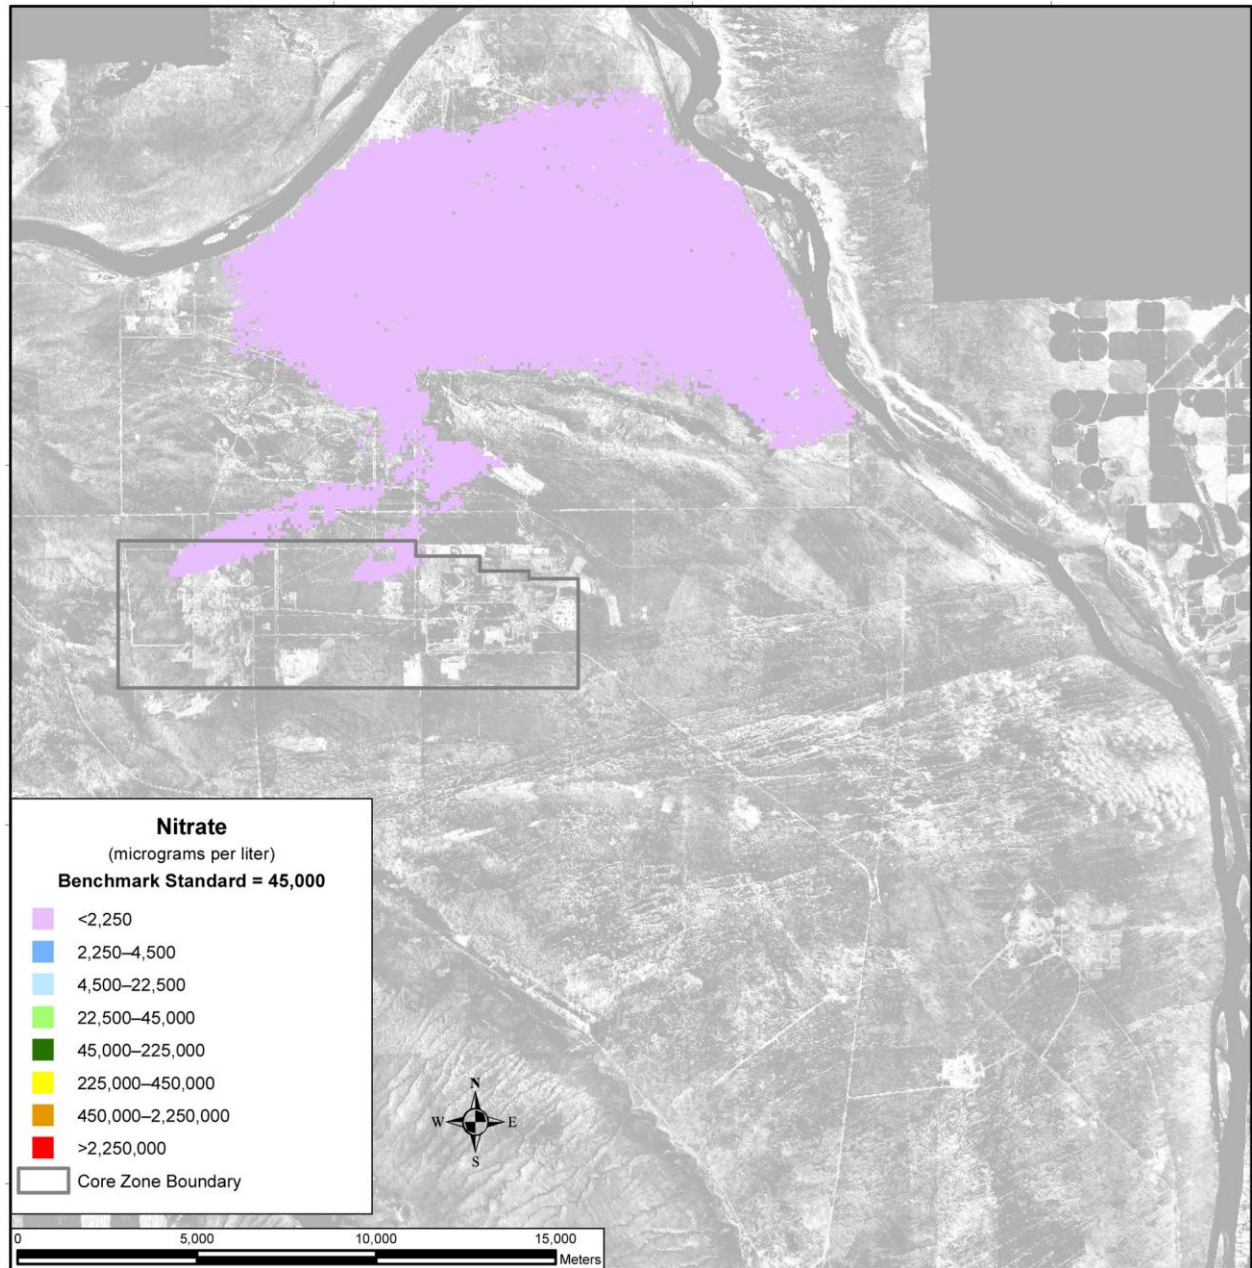 Nitrate
(micrograms per liter)
Benchmark Standard = 45,000
<2,250
2,250–4,500
4,500–22,500
22,500–45,000
45,000–225,000
225,000–450,000
450,000–2,250,000
>2,250,000
Core Zone Boundary
N
W E
S
0 5,000 10,000 15,000
Meters